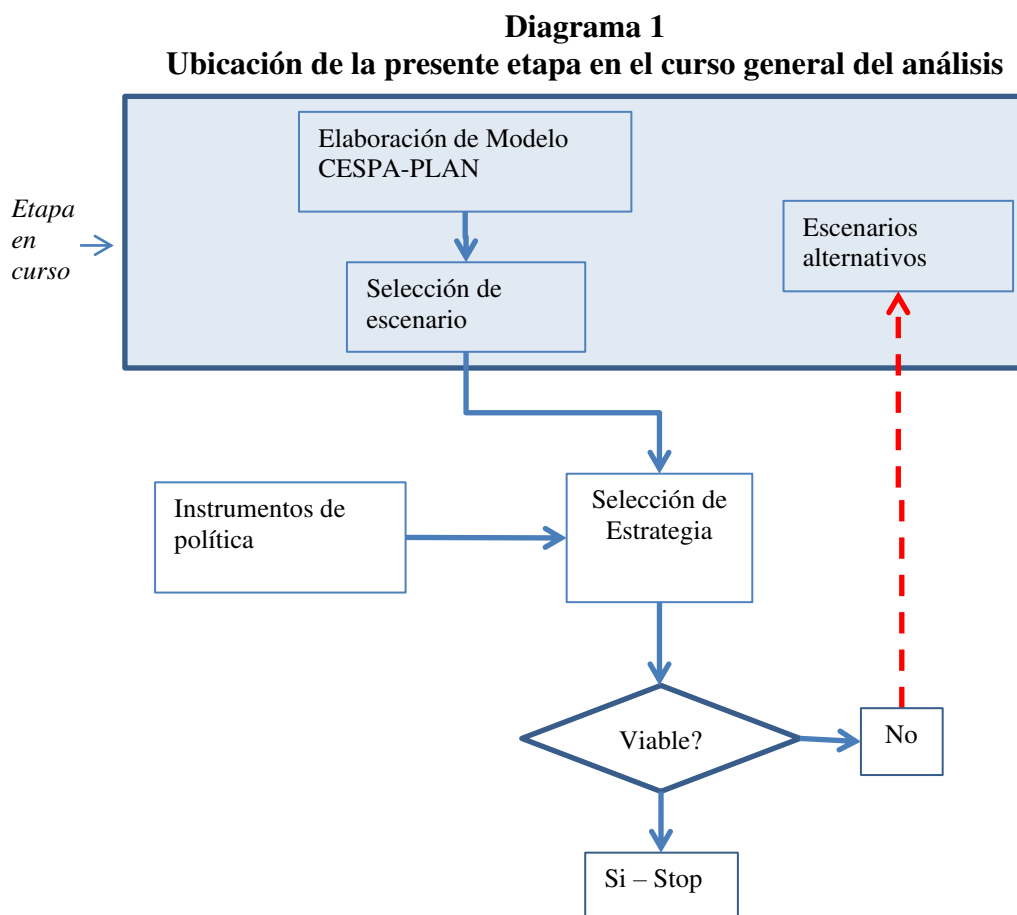 Diagrama 1
Ubicación de la presente etapa en el curso general del análisis
Elaboración de Modelo
CESPA-PLAN
Etapa
en
curso
Escenarios
alternativos
Selección de
escenario
Instrumentos de
política
Selección de
Estrategia
Viable?
No
Si – Stop